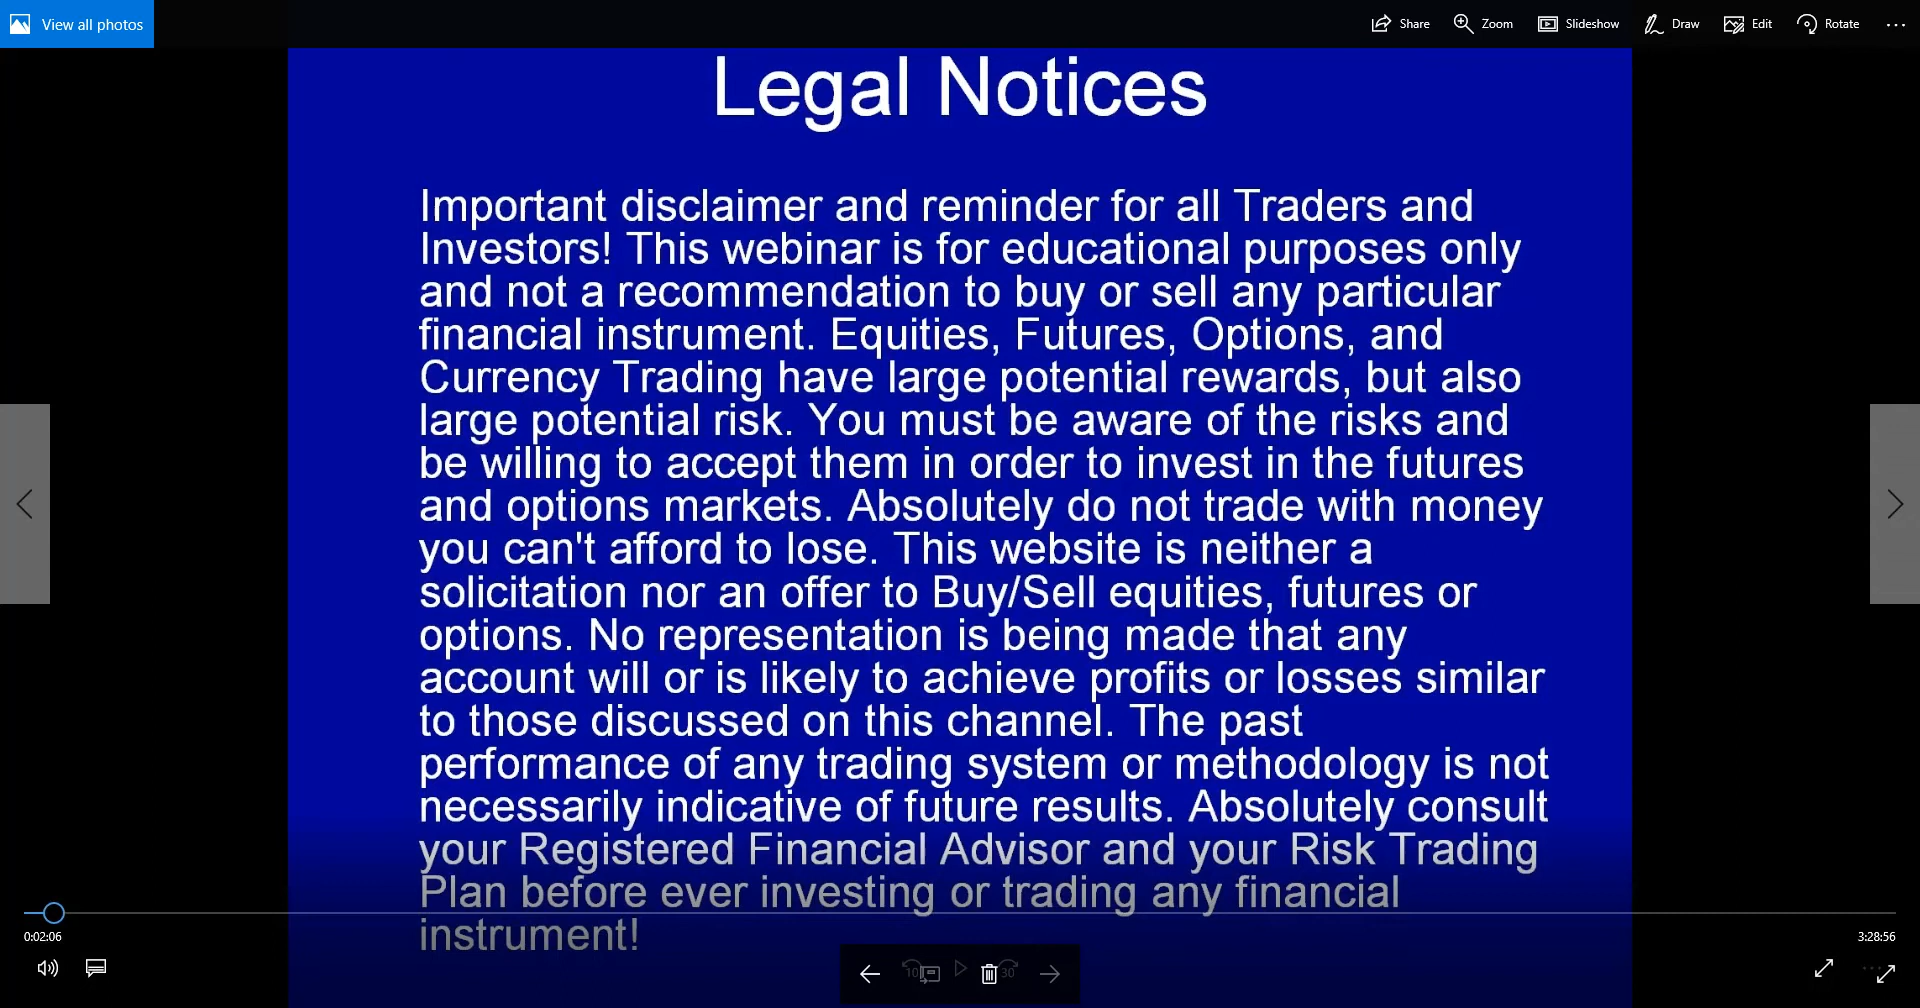 View all photos
Share
Zoom
Slideshow
Draw
Edit
Rotate
Legal Notices
Important disclaimer and reminder for all Traders and
Investors! This webinar is for educational purposes only
and not a recommendation to buy or sell any particular
financial instrument. Equities, Futures, Options, and
Currency Trading have large potential rewards, but also
large potential risk. You must be aware of the risks and
be willing to accept them in order to invest in the futures
and options markets. Absolutely do not trade with money
you can't afford to lose. This website is neither a
solicitation nor an offer to Buy/Sell equities, futures or
options. No representation is being made that any
account will or is likely to achieve profits or losses similar
to those discussed on this channel. The past
performance of any trading system or methodology is not
necessarily indicative of future results. Absolutely consult
your Registered Financial Advisor and your Risk Trading
Plan before ever investing or trading any financial
instrument!
0:02:06
3:28:56
10
30